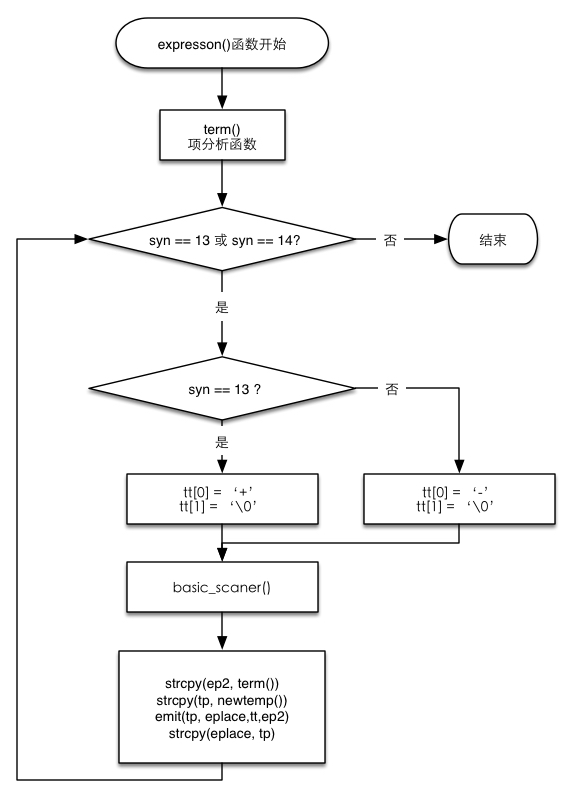 expresson()函数开始
term()
项分析函数
syn == 13 或 syn == 14?
否
结束
是
syn == 13 ?
否
是
tt[0] = ‘+’
tt[1] = ‘\0’
tt[0] = ‘-’
tt[1] = ‘\0’
basic_scaner()
strcpy(ep2, term())
strcpy(tp, newtemp())
emit(tp, eplace,tt,ep2)
strcpy(eplace, tp)